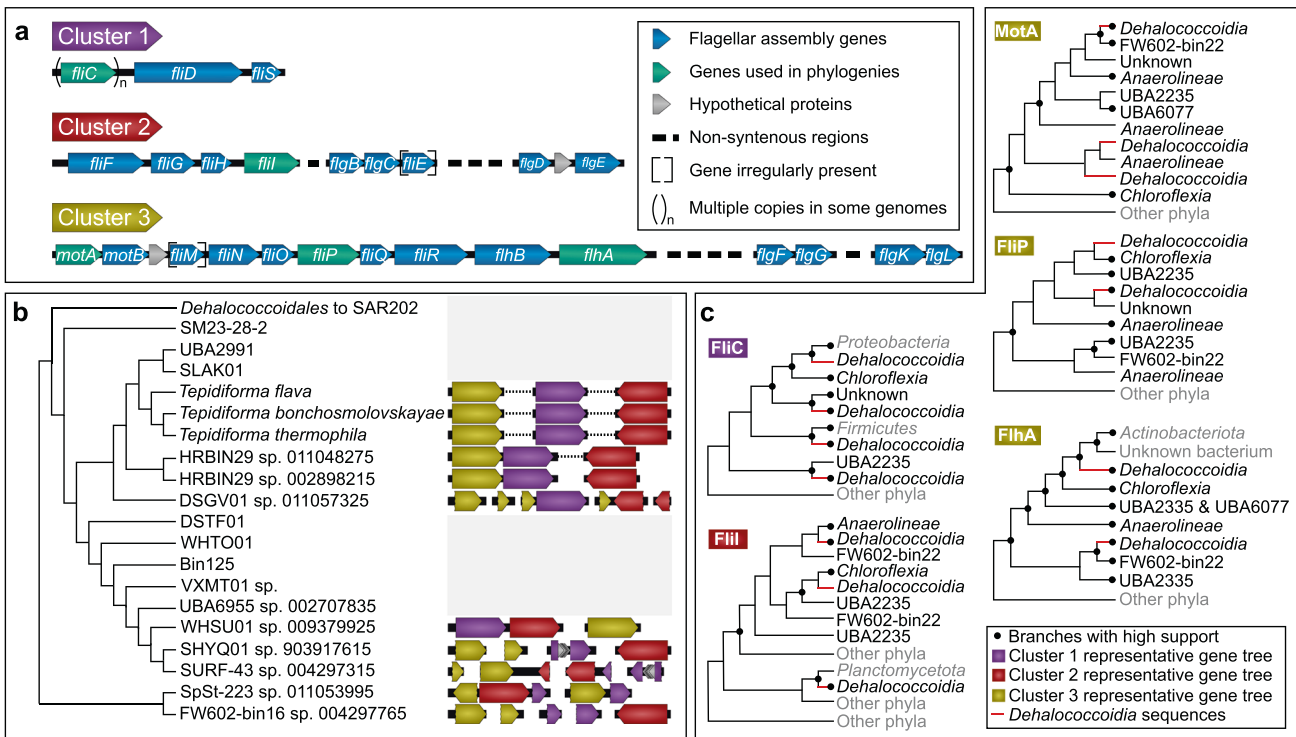 a
Cluster 1
( fliC )n fliD fliS
Cluster 2
fliF fliG fliH fliI flgB flgC [fliE] flgD flgE
Cluster 3
motA motB [fliM] fliN fliO fliP fliQ fliR flhB flhA flgF flgG flgK flgL
Flagellar assembly genes
Genes used in phylogenies
Hypothetical proteins
Non-syntenous regions
[ ] Gene irregularly present
( )n Multiple copies in some genomes
b
Dehalococcoidales to SAR202
SM23-28-2
UBA2991
SLAK01
Tepidiforma flava
Tepidiforma bonchosmolovskayae
Tepidiforma thermophila
HRBIN29 sp. 011048275
HRBIN29 sp. 002898215
DSGV01 sp. 011057325
DSTF01
WHTO01
Bin125
VXMT01 sp.
UBA6955 sp. 002707835
WHSU01 sp. 009379925
SHYQ01 sp. 903917615
SURF-43 sp. 004297315
SpSt-223 sp. 011053995
FW602-bin16 sp. 004297765
c
FliC
Proteobacteria
Dehalococcoidia
Chloroflexia
Unknown
Dehalococcoidia
Firmicutes
Dehalococcoidia
UBA2235
Dehalococcoidia
Other phyla
FliI
Anaerolineae
Dehalococcoidia
FW602-bin22
Chloroflexia
Dehalococcoidia
UBA2235
FW602-bin22
UBA2235
Other phyla
Planctomycetota
Dehalococcoidia
Other phyla
Other phyla
MotA
Dehalococcoidia
FW602-bin22
Unknown
Anaerolineae
UBA2235
UBA6077
Anaerolineae
Dehalococcoidia
Anaerolineae
Dehalococcoidia
Chloroflexia
Other phyla
FliP
Dehalococcoidia
Chloroflexia
UBA2235
Dehalococcoidia
Unknown
Anaerolineae
UBA2235
FW602-bin22
Anaerolineae
Other phyla
FlhA
Actinobacteriota
Unknown bacterium
Dehalococcoidia
Chloroflexia
UBA2335 & UBA6077
Anaerolineae
Dehalococcoidia
FW602-bin22
UBA2335
Other phyla
Branches with high support
Cluster 1 representative gene tree
Cluster 2 representative gene tree
Cluster 3 representative gene tree
Dehalococcoidia sequences